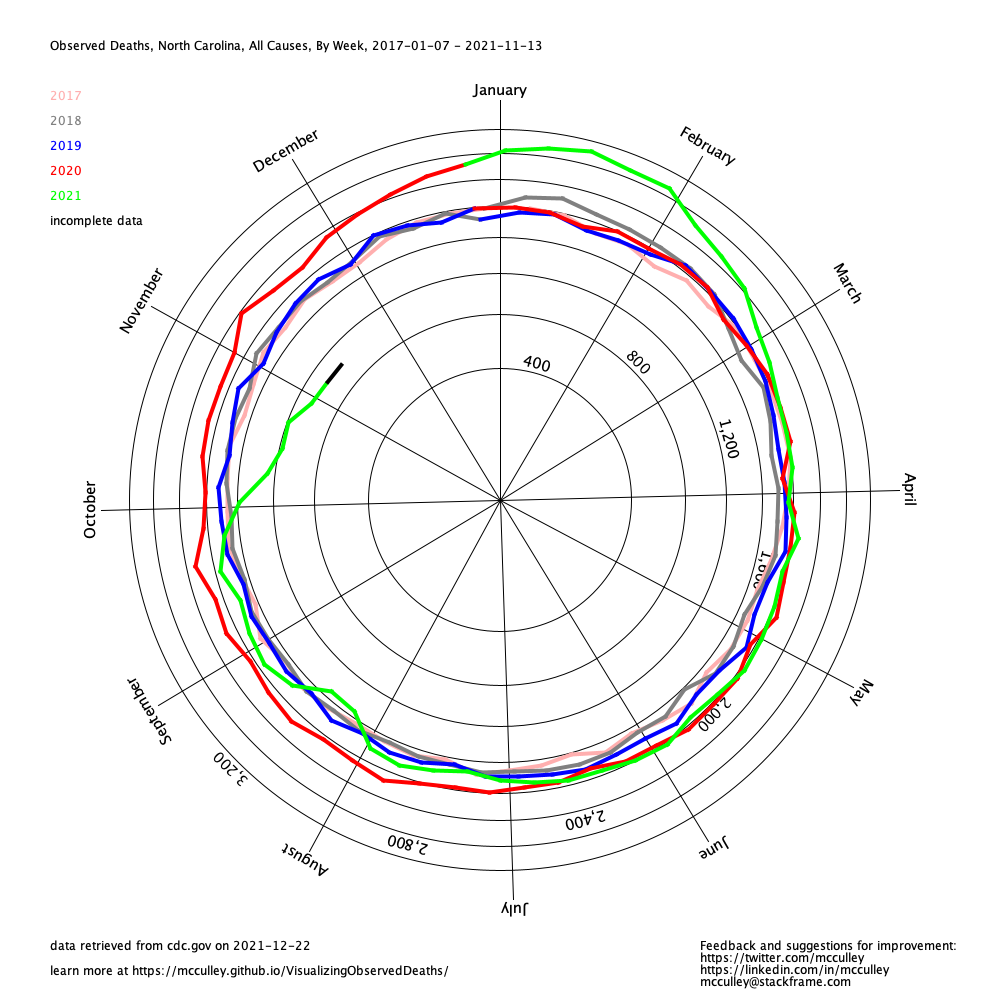 Observed Deaths, North Carolina, All Causes, By Week, 2017-01-07 - 2021-11-13
2017
2018
2019
2020
2021
incomplete data
January
February
March
April
May
June
July
August
September
October
November
December
400
800
1,200
1,600
2,000
2,400
2,800
3,200
data retrieved from cdc.gov on 2021-12-22
learn more at https://mcculley.github.io/VisualizingObservedDeaths/
Feedback and suggestions for improvement:
https://twitter.com/mcculley
https://linkedin.com/in/mcculley
mcculley@stackframe.com